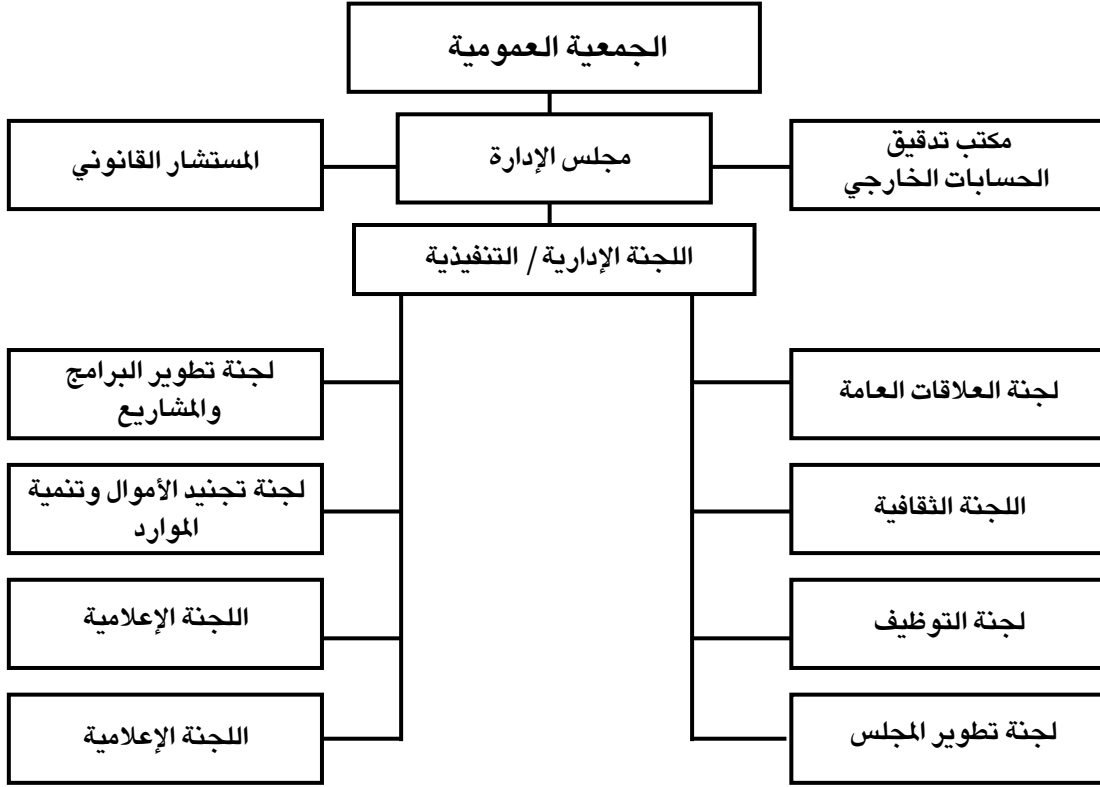 الجمعية العمومية
مكتب تدقيق
الحسابات الخارجي
مجلس الإدارة
المستشار القانوني
اللجنة الإدارية / التنفيذية
لجنة العلاقات العامة
لجنة تطوير البرامج
والمشاريع
اللجنة الثقافية
لجنة تجنيد الأموال وتنمية
الموارد
لجنة التوظيف
اللجنة الإعلامية
لجنة تطوير المجلس
اللجنة الإعلامية